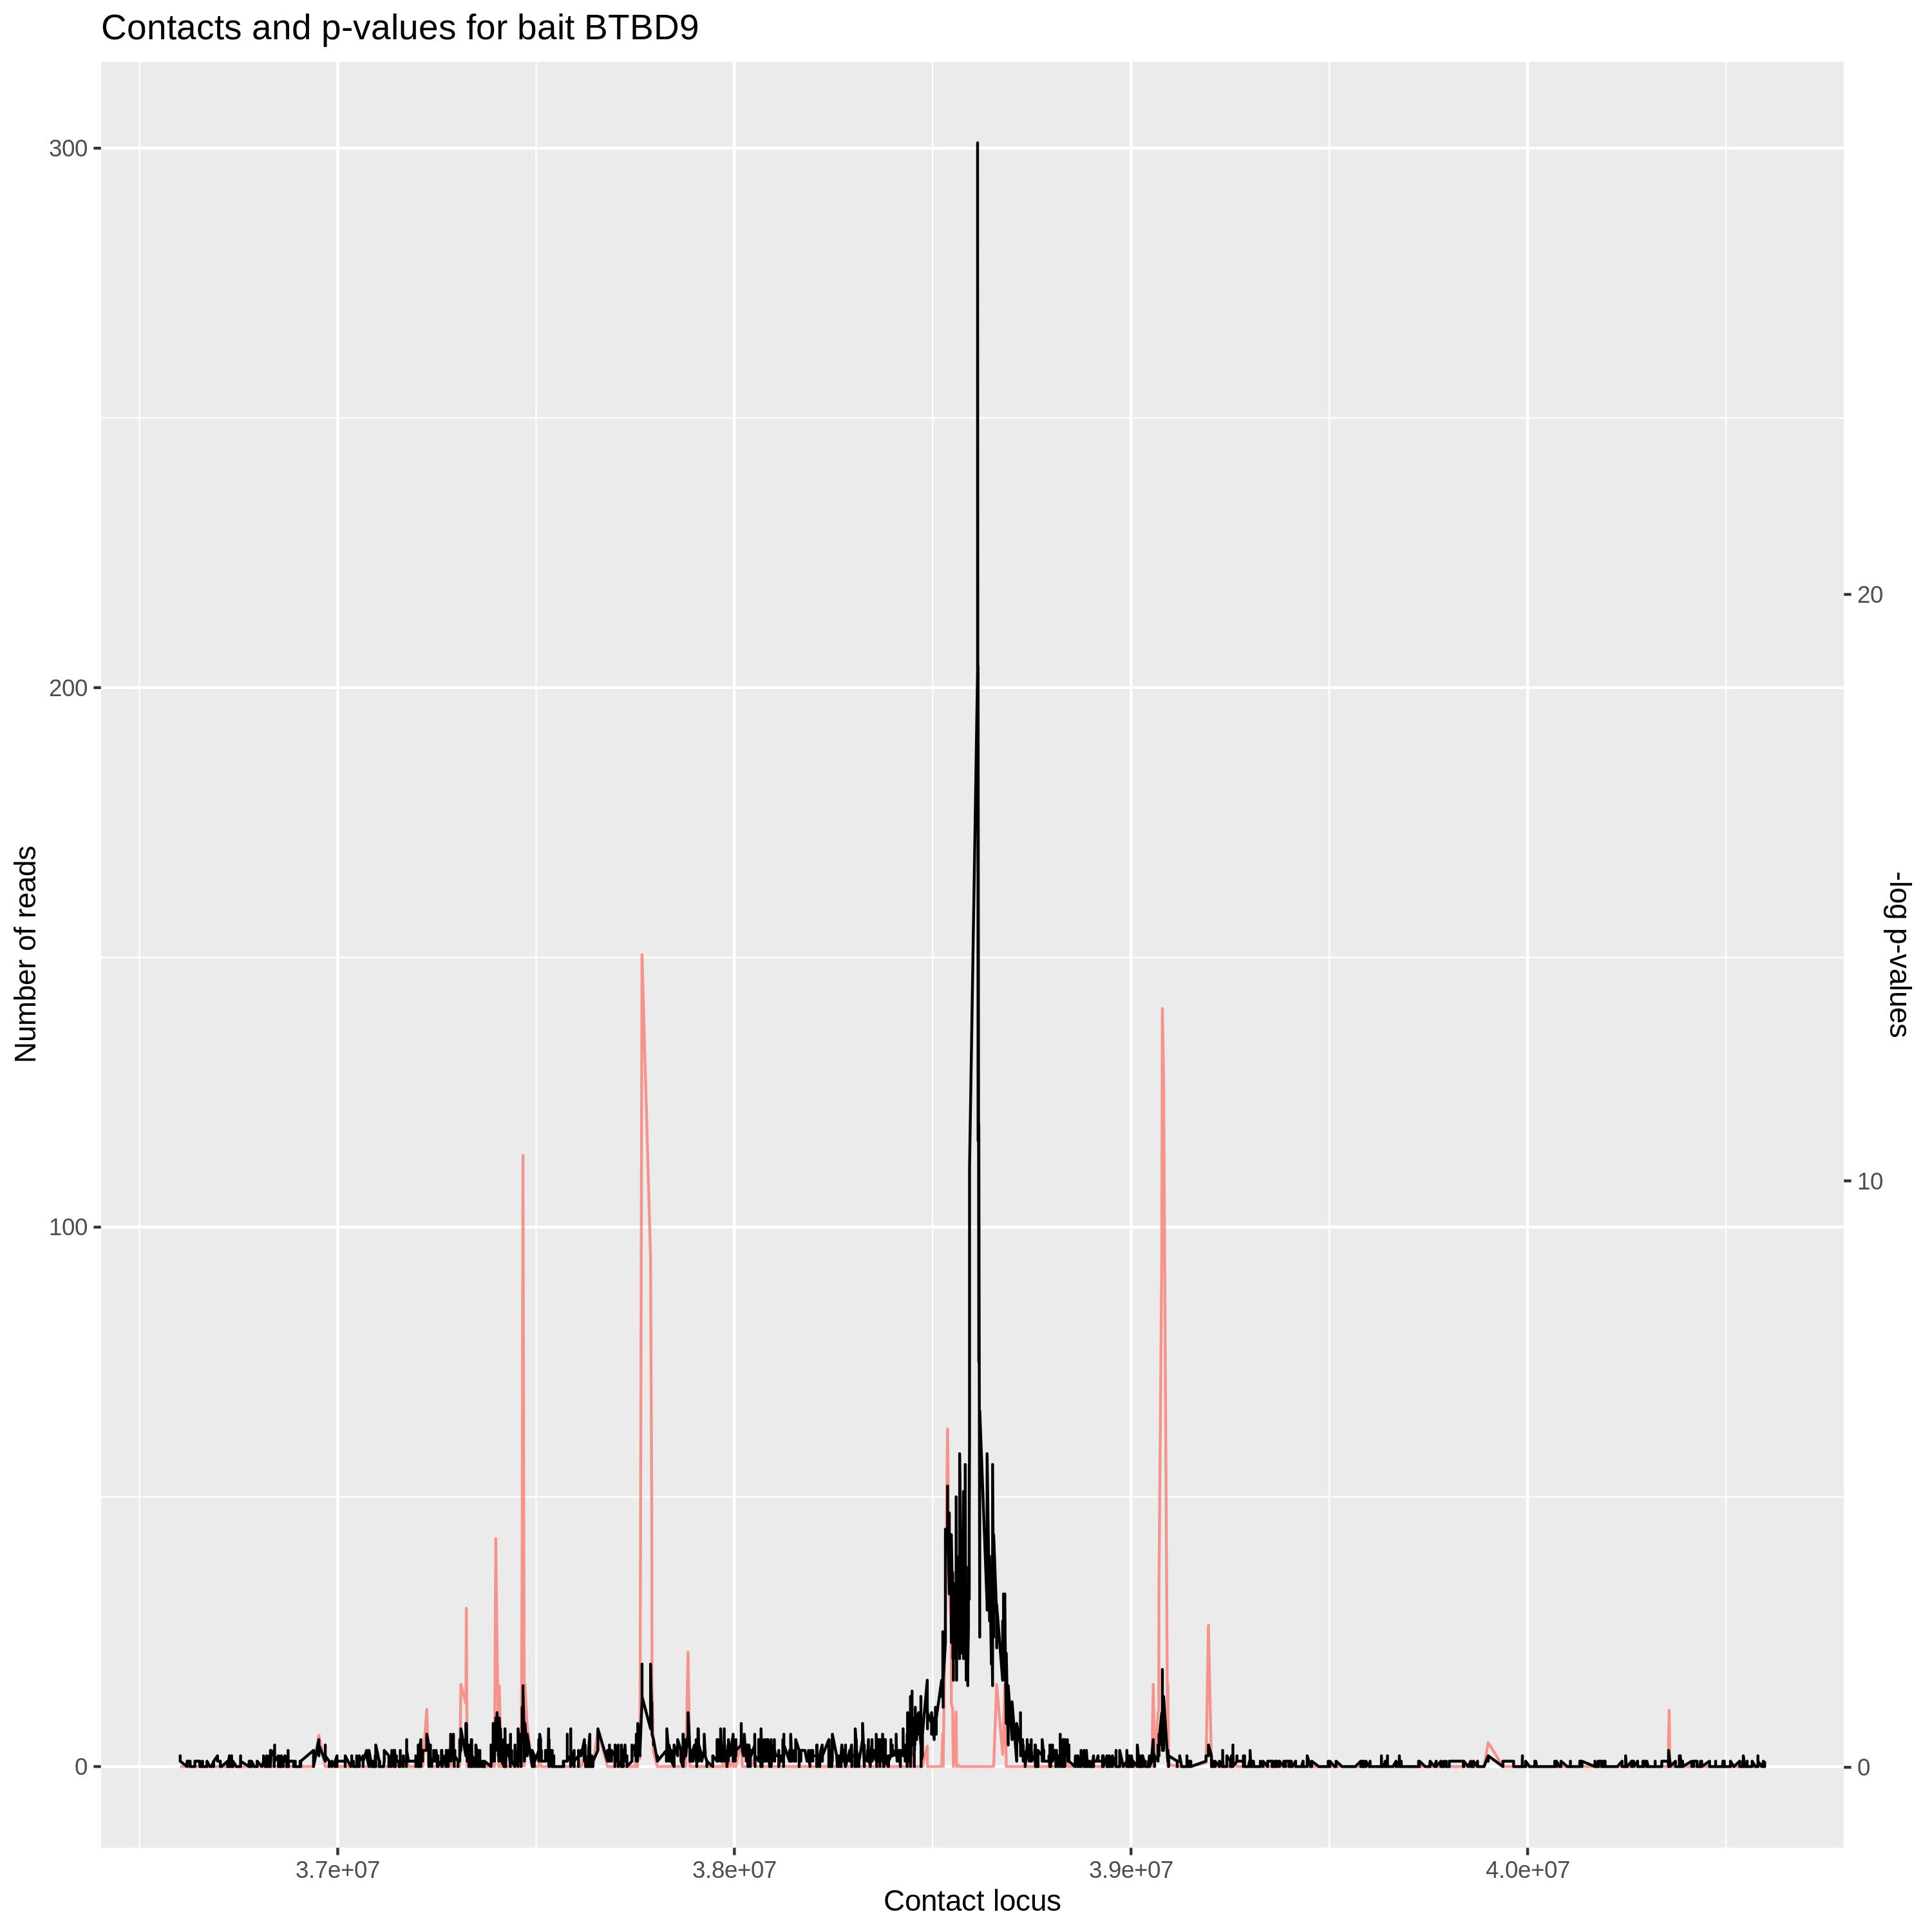 Contacts and p-values for bait BTBD9
300
200
100
0
Number of reads
20
10
0
-log p-values
3.7e+07
3.8e+07
3.9e+07
4.0e+07
Contact locus